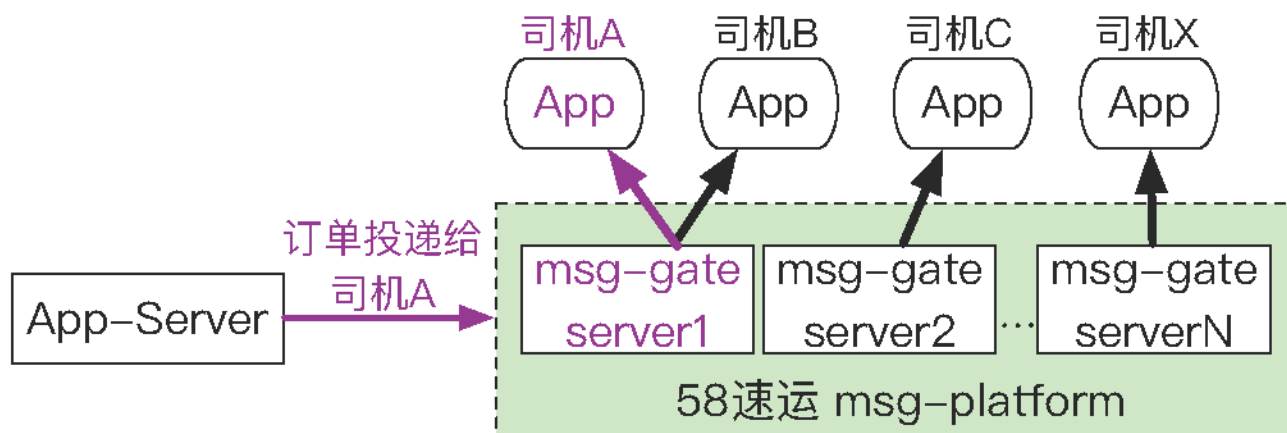 司机A
司机B
司机C
司机X
App
App
App
App
订单投递给
司机A
App-Server
msg-gate
server1
msg-gate
server2
...
msg-gate
serverN
58速运 msg-platform